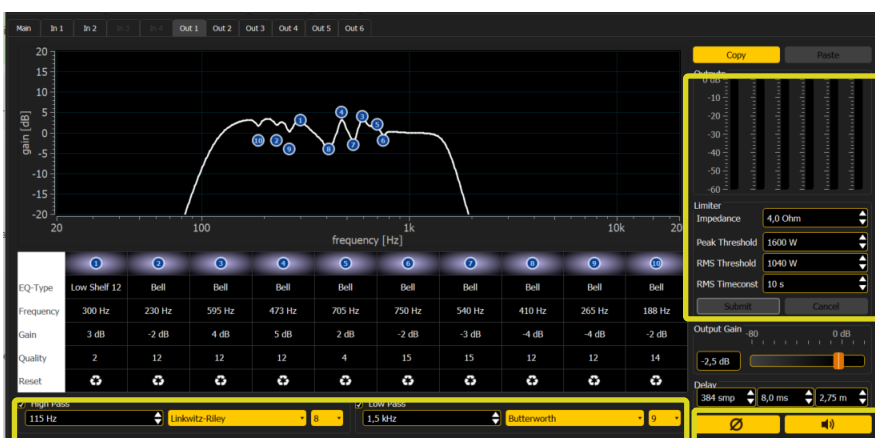 Main In 1 In 2 In 3 In 4 Out 1 Out 2 Out 3 Out 4 Out 5 Out 6
Copy Paste
Outputs
20
15
10
5
0
-5
-10
-15
-20
gain [dB]
20 100 1k 10k 20
frequency [Hz]
1
4
3
5
10 2 9 8 7 6
0 dB
-10
-20
-30
-40
-50
-60
Limiter
Impedance 4,0 Ohm
Peak Threshold 1600 W
RMS Threshold 1040 W
RMS Timeconst 10 s
Submit Cancel
1 2 3 4 5 6 7 8 9 10
EQ-Type Low Shelf 12 Bell Bell Bell Bell Bell Bell Bell Bell Bell
Frequency 300 Hz 230 Hz 595 Hz 473 Hz 705 Hz 750 Hz 540 Hz 410 Hz 265 Hz 188 Hz
Gain 3 dB -2 dB 4 dB 5 dB 2 dB -2 dB -3 dB -4 dB -4 dB -2 dB
Quality 2 12 12 12 4 15 15 12 12 14
Reset
Output Gain -80 0 dB
-2,5 dB
Delay
384 smp 8,0 ms 2,75 m
High Pass
115 Hz Linkwitz-Riley 8
Low Pass
1,5 kHz Butterworth 9